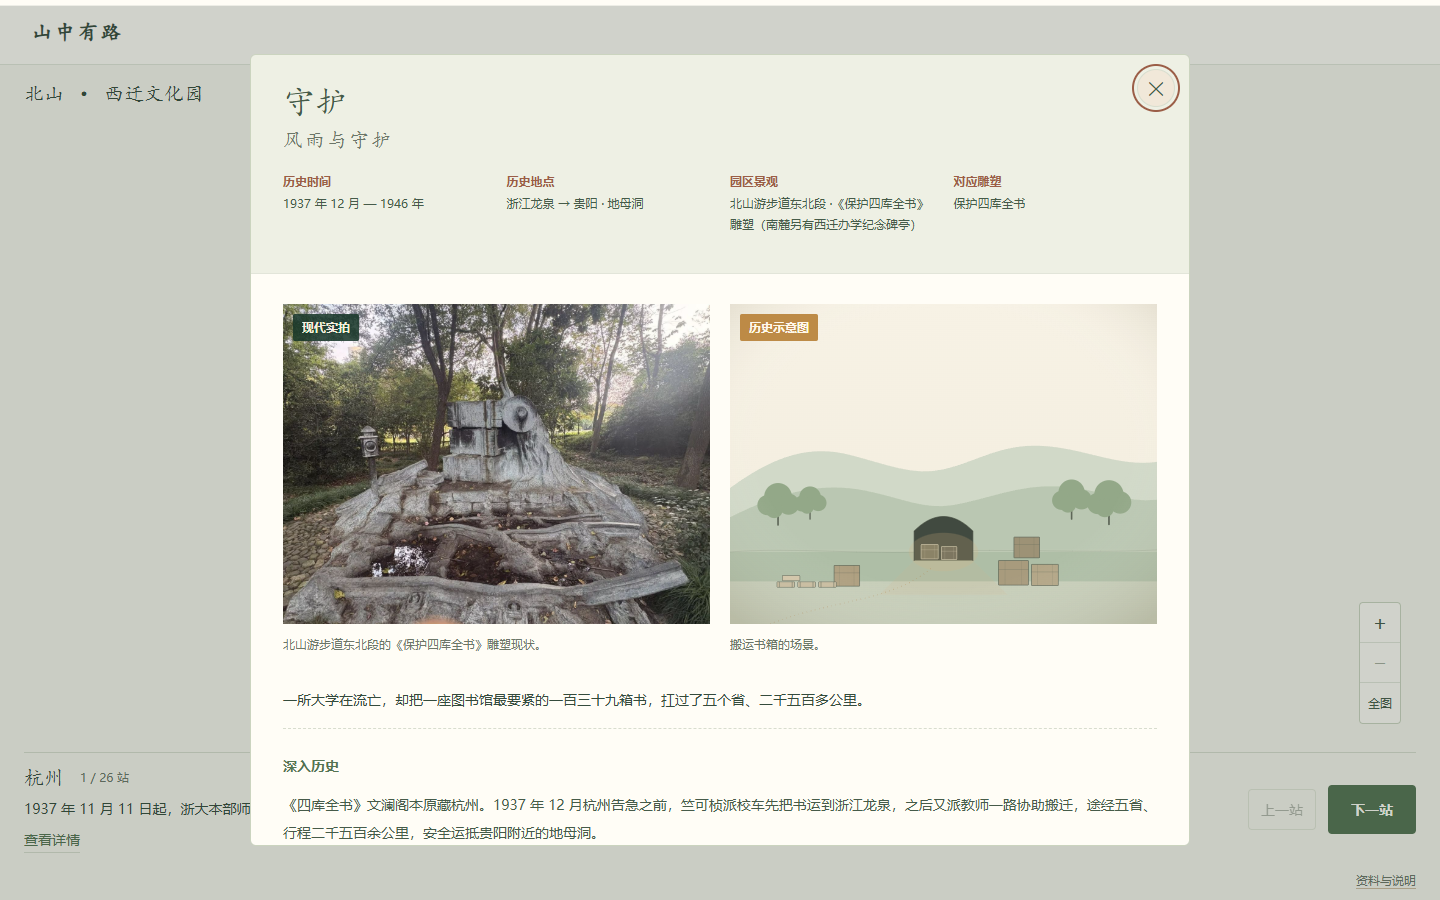 山中有路
北山 • 西迁文化园
守护
风雨与守护
历史时间
1937 年 12 月 — 1946 年
历史地点
浙江龙泉 → 贵阳 · 地母洞
园区景观
北山游步道东北段 ·《保护四库全书》
雕塑（南麓另有西迁办学纪念碑亭）
对应雕塑
保护四库全书
现代实拍
历史示意图
北山游步道东北段的《保护四库全书》雕塑现状。
搬运书箱的场景。
一所大学在流亡，却把一座图书馆最要紧的一百三十九箱书，扛过了五个省、二千五百多公里。
深入历史
《四库全书》文澜阁本原藏杭州。1937 年 12 月杭州告急之前，竺可桢派校车先把书运到浙江龙泉，之后又派教师一路协助搬迁，途经五省、
行程二千五百余公里，安全运抵贵阳附近的地母洞。
+
−
全图
杭州 1 / 26 站
1937 年 11 月 11 日起，浙大本部师
查看详情
上一站
下一站
资料与说明